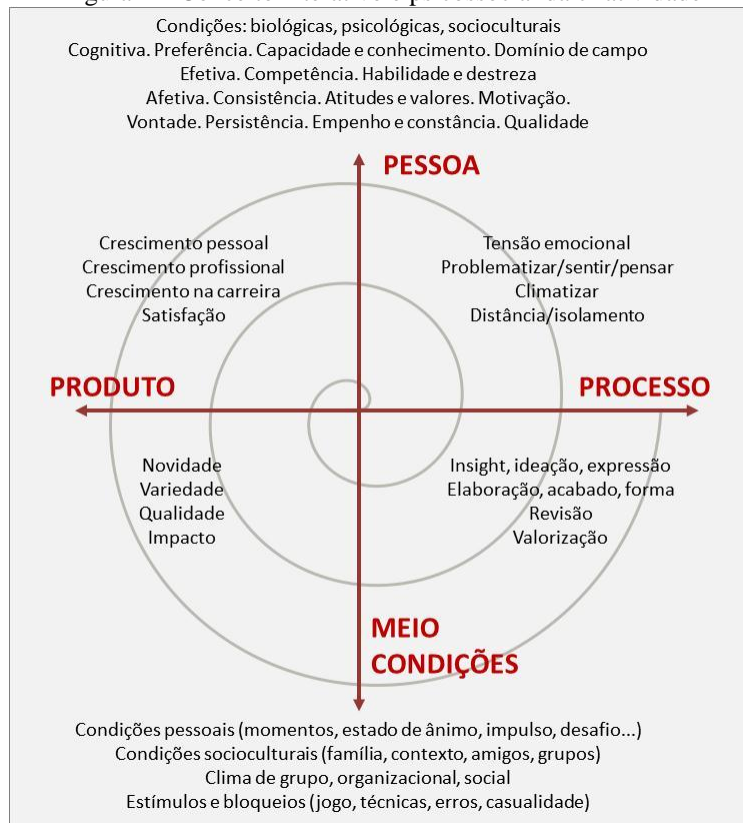 Condições: biológicas, psicológicas, socioculturais
Cognitiva. Preferência. Capacidade e conhecimento. Domínio de campo
Efetiva. Competência. Habilidade e destreza
Afetiva. Consistência. Atitudes e valores. Motivação.
Vontade. Persistência. Empenho e constância. Qualidade
PESSOA
Crescimento pessoal
Crescimento profissional
Crescimento na carreira
Satisfação
Tensão emocional
Problematizar/sentir/pensar
Climatizar
Distância/isolamento
PRODUTO
PROCESSO
Novidade
Variedade
Qualidade
Impacto
Insight, ideação, expressão
Elaboração, acabado, forma
Revisão
Valorização
MEIO
CONDIÇÕES
Condições pessoais (momentos, estado de ânimo, impulso, desafio...)
Condições socioculturais (família, contexto, amigos, grupos)
Clima de grupo, organizacional, social
Estímulos e bloqueios (jogo, técnicas, erros, casualidade)